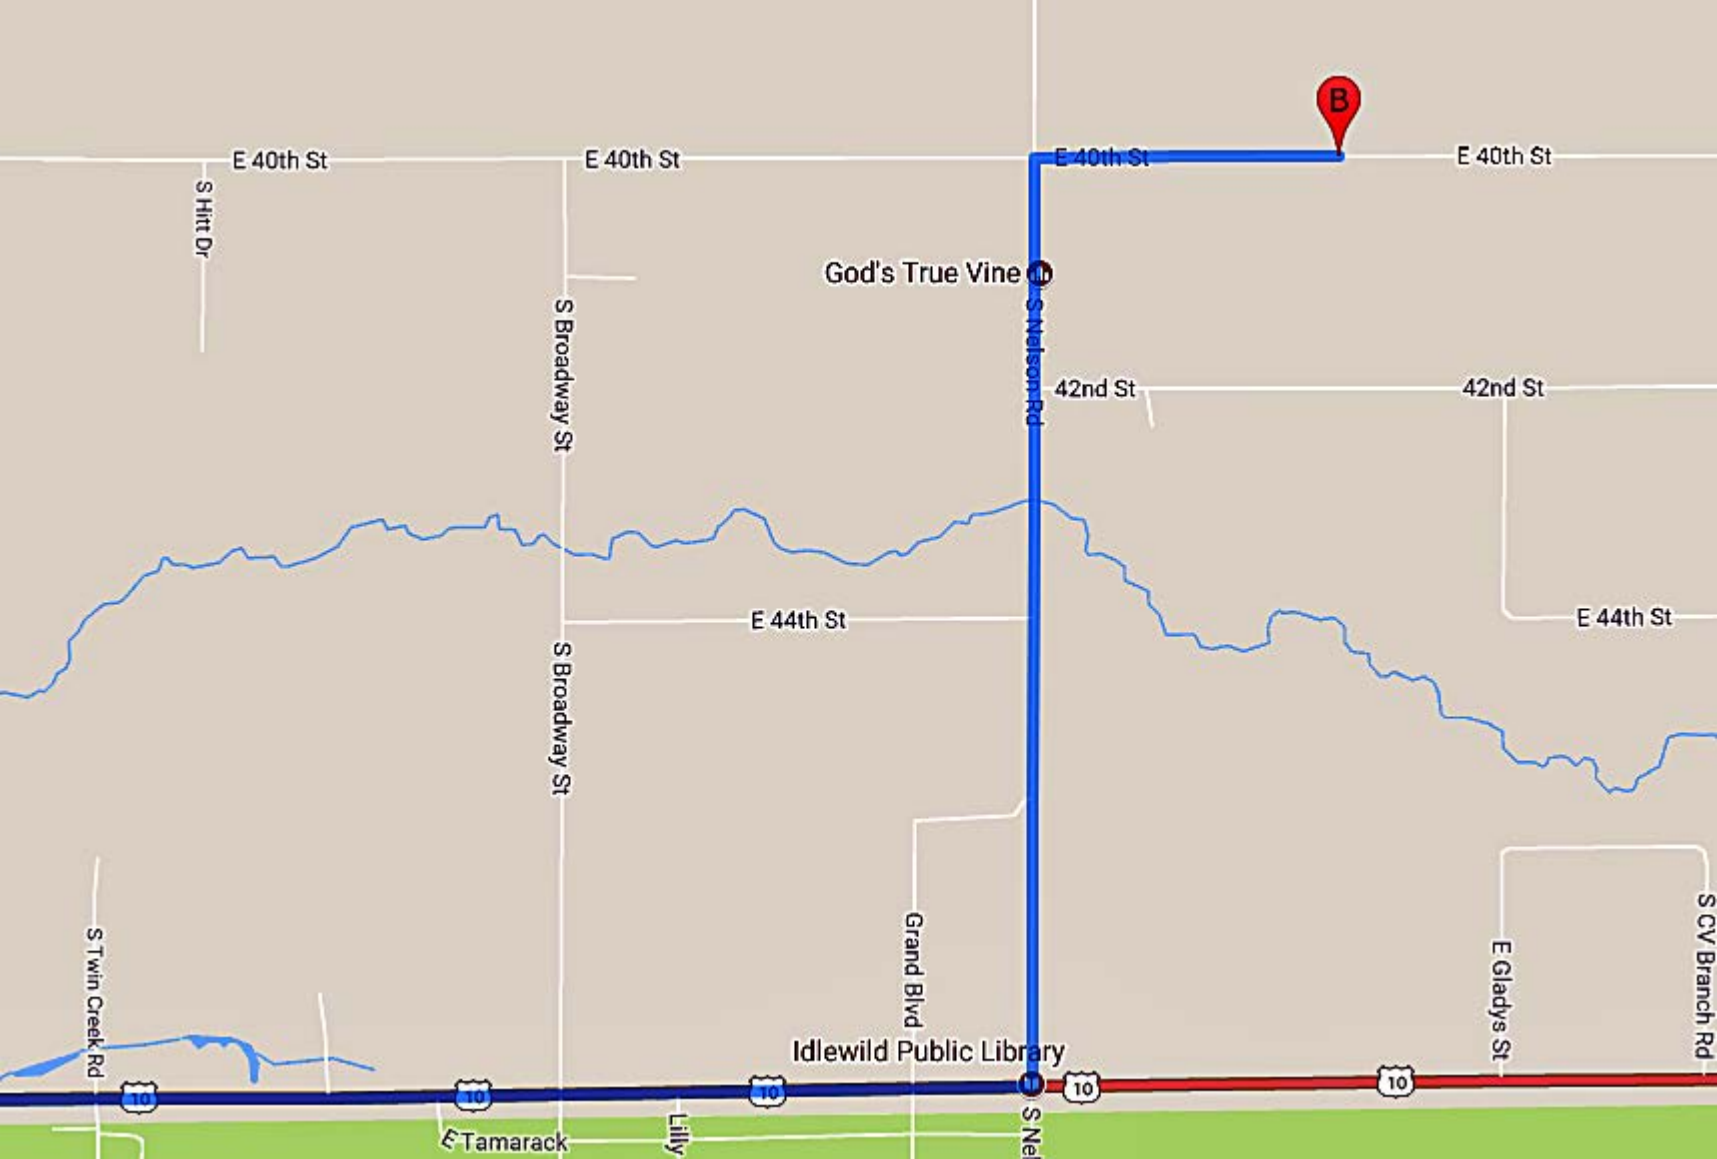 B
E 40th St
E 40th St
E 40th St
E 40th St
S Hitt Dr
God's True Vine
S Nelson Rd
S Broadway St
42nd St
42nd St
E 44th St
E 44th St
S Broadway St
Grand Blvd
S Twin Creek Rd
E Gladys St
S CV Branch Rd
Idlewild Public Library
10
10
10
10
10
E Tamarack
Lilly
S Nel